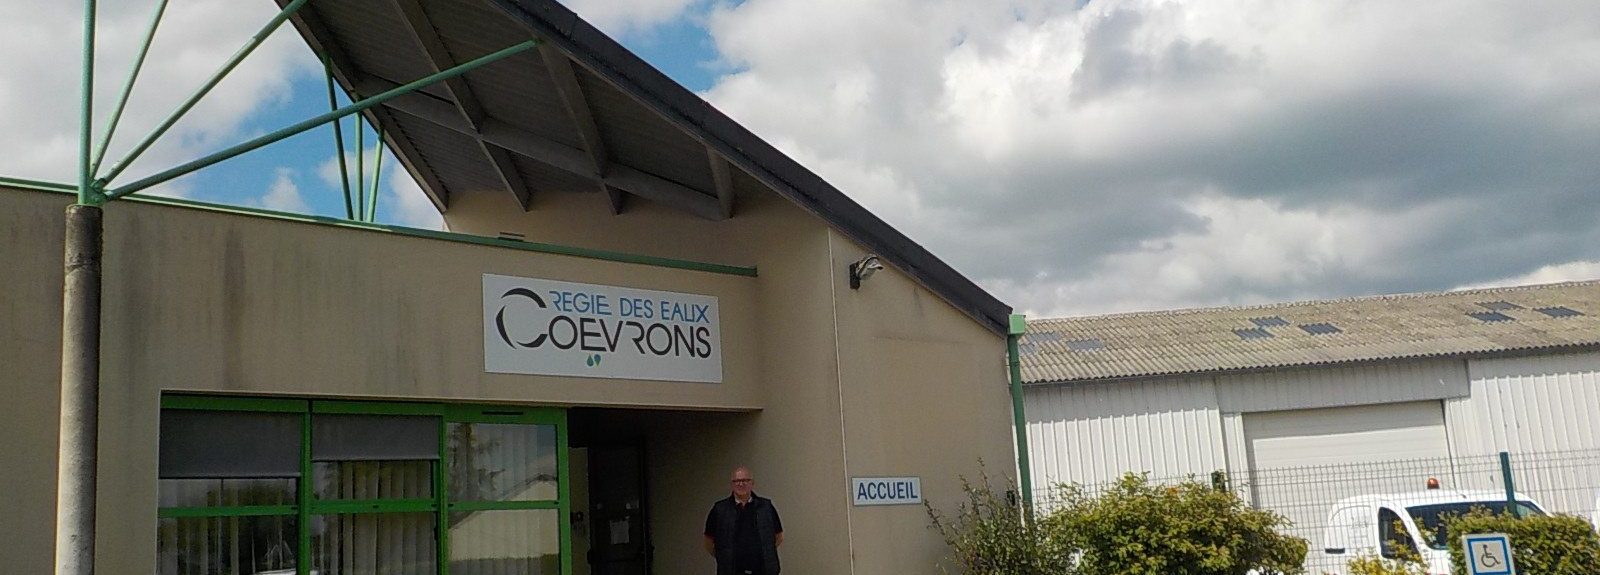 REGIE DES EAUX
COEVRONS
ACCUEIL